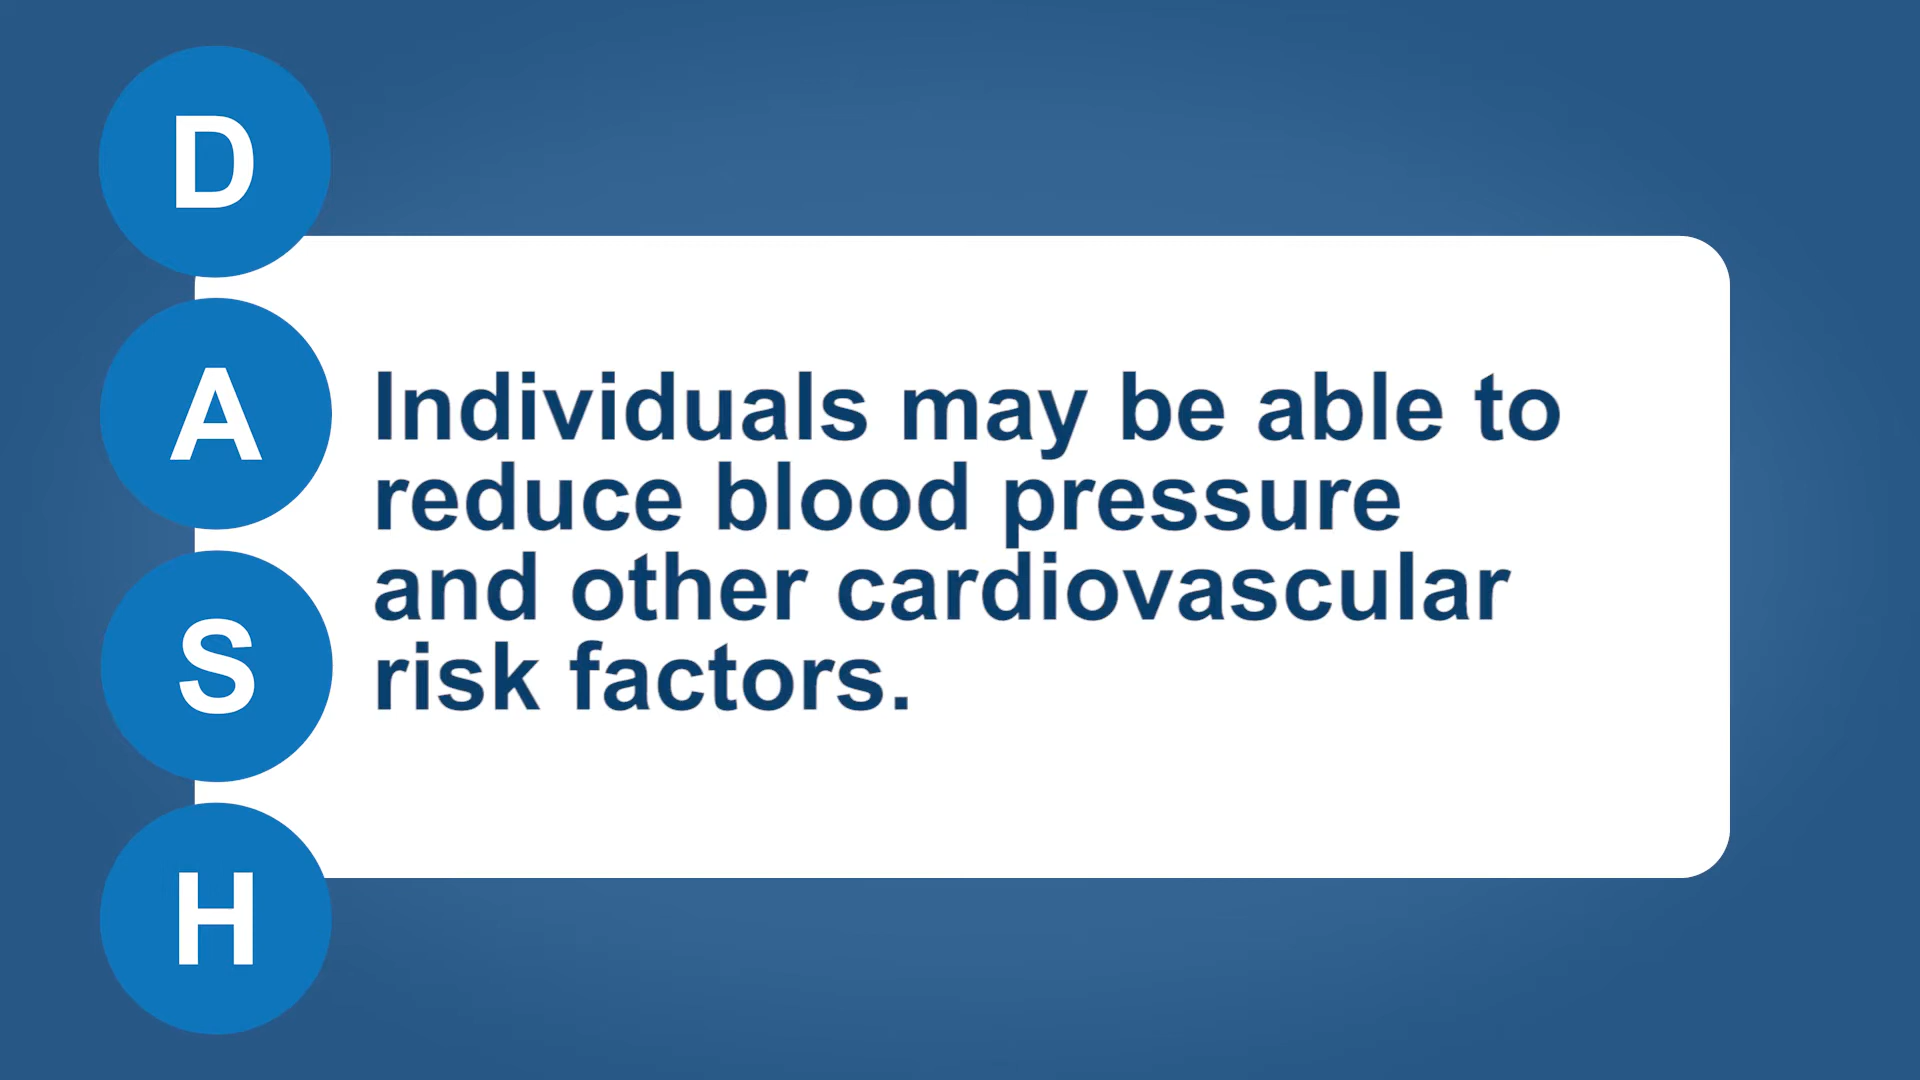 D
A
S
H
Individuals may be able to
reduce blood pressure
and other cardiovascular
risk factors.